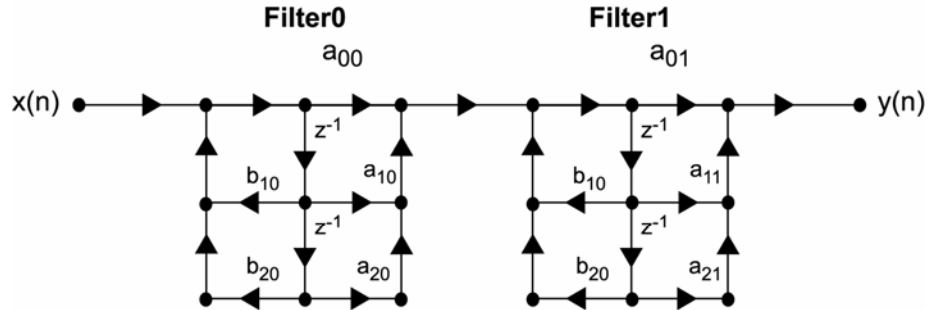 Filter0 Filter1
a00 a01
x(n) y(n)
z-1 z-1
b10 a10 b10 a11
z-1 z-1
b20 a20 b20 a21